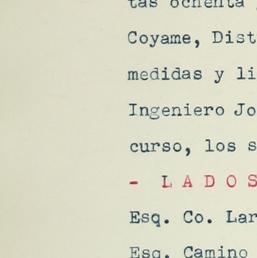 tas ochenta
Coyame, Dist
medidas y li
Ingeniero Jo
curso, los s
- L A D O S
Esq. Co. Lar
Esq. Camino